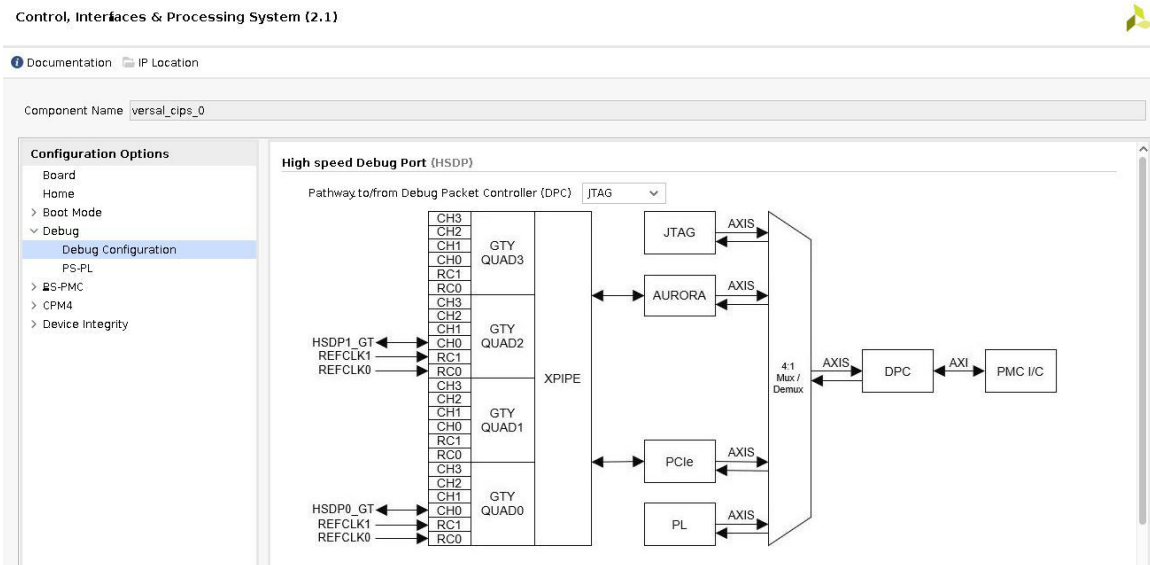 Control, Interfaces & Processing System (2.1)
Documentation IP Location
Component Name versal_cips_0
Configuration Options
Board
Home
Boot Mode
Debug
Debug Configuration
PS-PL
PS-PMC
CPM4
Device Integrity
High speed Debug Port (HSDP)
Pathway to/from Debug Packet Controller (DPC) JTAG
CH3
CH2
CH1
CH0
RC1
RC0
GTY
QUAD3
CH3
CH2
CH1
CH0
RC1
RC0
GTY
QUAD2
HSDP1_GT
REFCLK1
REFCLK0
CH3
CH2
CH1
CH0
RC1
RC0
GTY
QUAD1
CH3
CH2
CH1
CH0
RC1
RC0
GTY
QUAD0
HSDP0_GT
REFCLK1
REFCLK0
XPIPE
JTAG
AXIS
AURORA
AXIS
PCIe
AXIS
PL
AXIS
4:1
Mux /
Demux
AXIS
DPC
AXI
PMC I/C